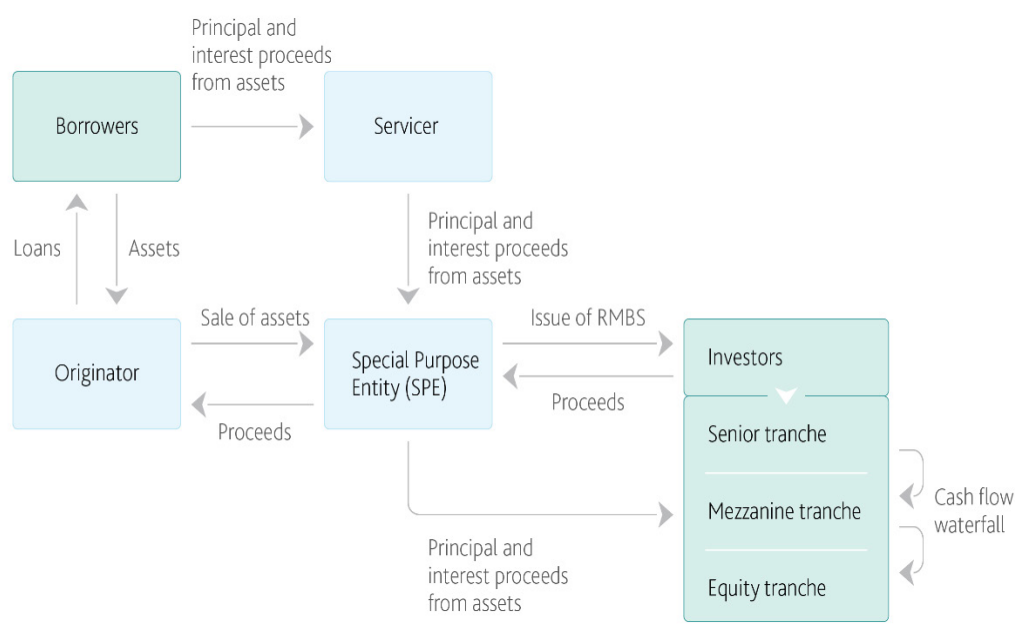 Principal and
interest proceeds
from assets
Borrowers
Servicer
Loans
Assets
Principal and
interest proceeds
from assets
Sale of assets
Issue of RMBS
Originator
Special Purpose
Entity (SPE)
Investors
Proceeds
Proceeds
Senior tranche
Mezzanine tranche
Cash flow
waterfall
Principal and
interest proceeds
from assets
Equity tranche